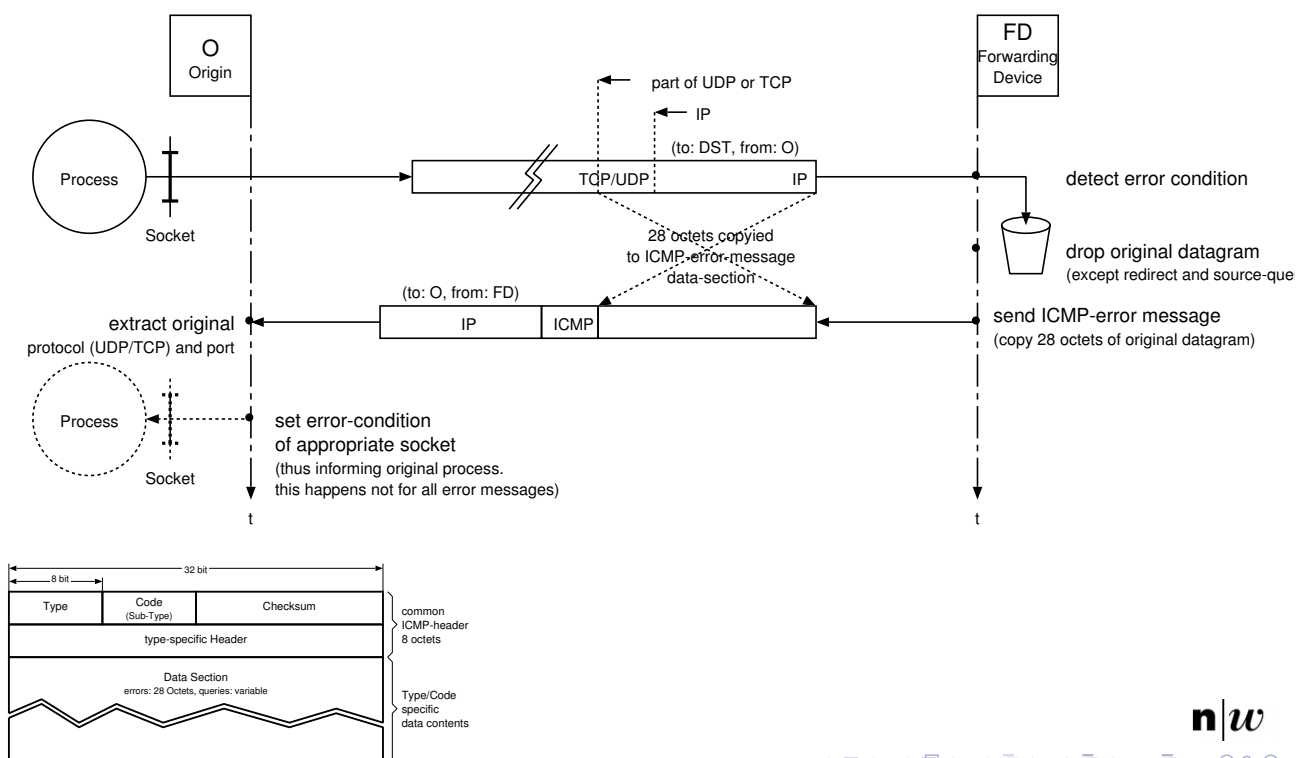 O
Origin
FD
Forwarding
Device
part of UDP or TCP
IP
(to: DST, from: O)
Process
TCP/UDP
IP
detect error condition
Socket
28 octets copyied
to ICMP-error-message
data-section
drop original datagram
(except redirect and source-que
(to: O, from: FD)
extract original
protocol (UDP/TCP) and port
IP
ICMP
send ICMP-error message
(copy 28 octets of original datagram)
Process
Socket
set error-condition
of appropriate socket
(thus informing original process.
this happens not for all error messages)
t
t
32 bit
8 bit
Type
Code
(Sub-Type)
Checksum
common
ICMP-header
8 octets
type-specific Header
Data Section
errors: 28 Octets, queries: variable
Type/Code
specific
data contents
n|w